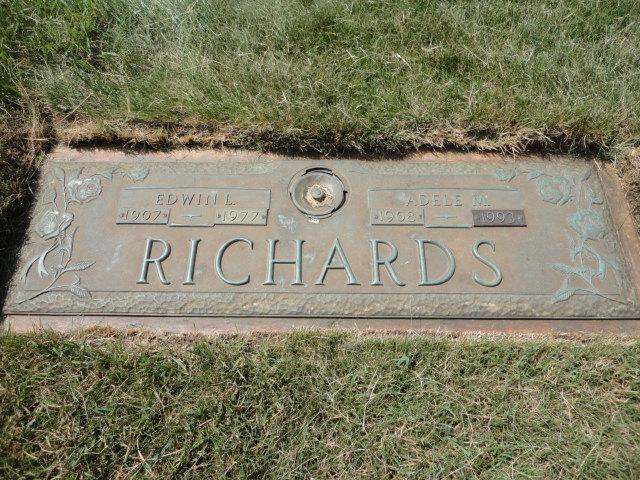 EDWIN L.
1907 – 1977
ADELE M.
1908 – 1993
RICHARDS